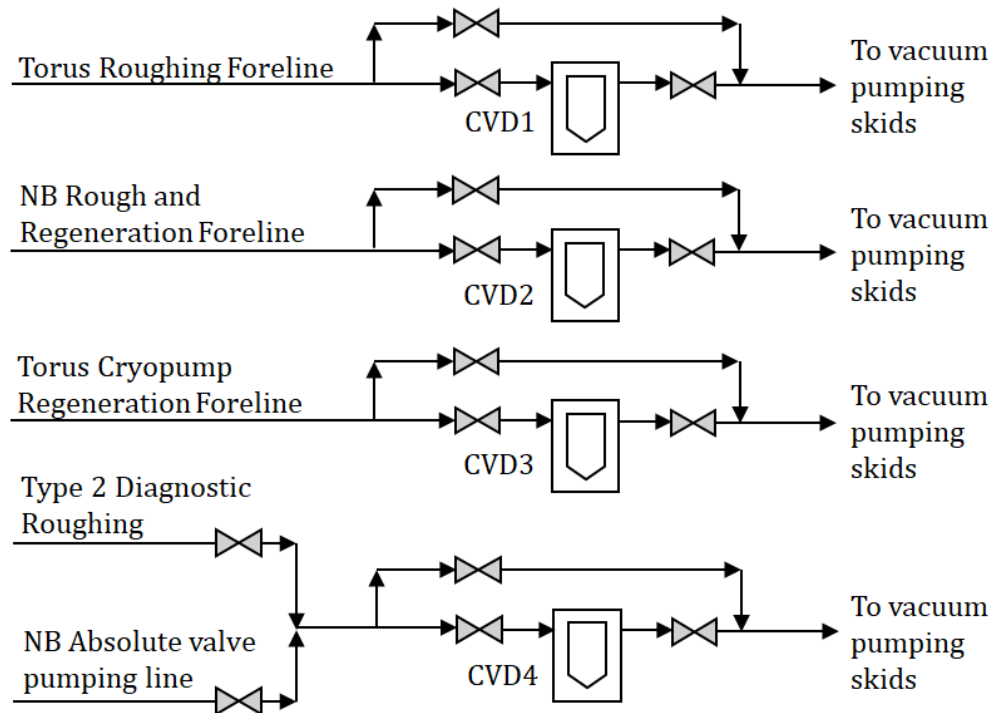 Torus Roughing Foreline
CVD1
To vacuum
pumping
skids
NB Rough and
Regeneration Foreline
CVD2
To vacuum
pumping
skids
Torus Cryopump
Regeneration Foreline
CVD3
To vacuum
pumping
skids
Type 2 Diagnostic
Roughing
NB Absolute valve
pumping line
CVD4
To vacuum
pumping
skids